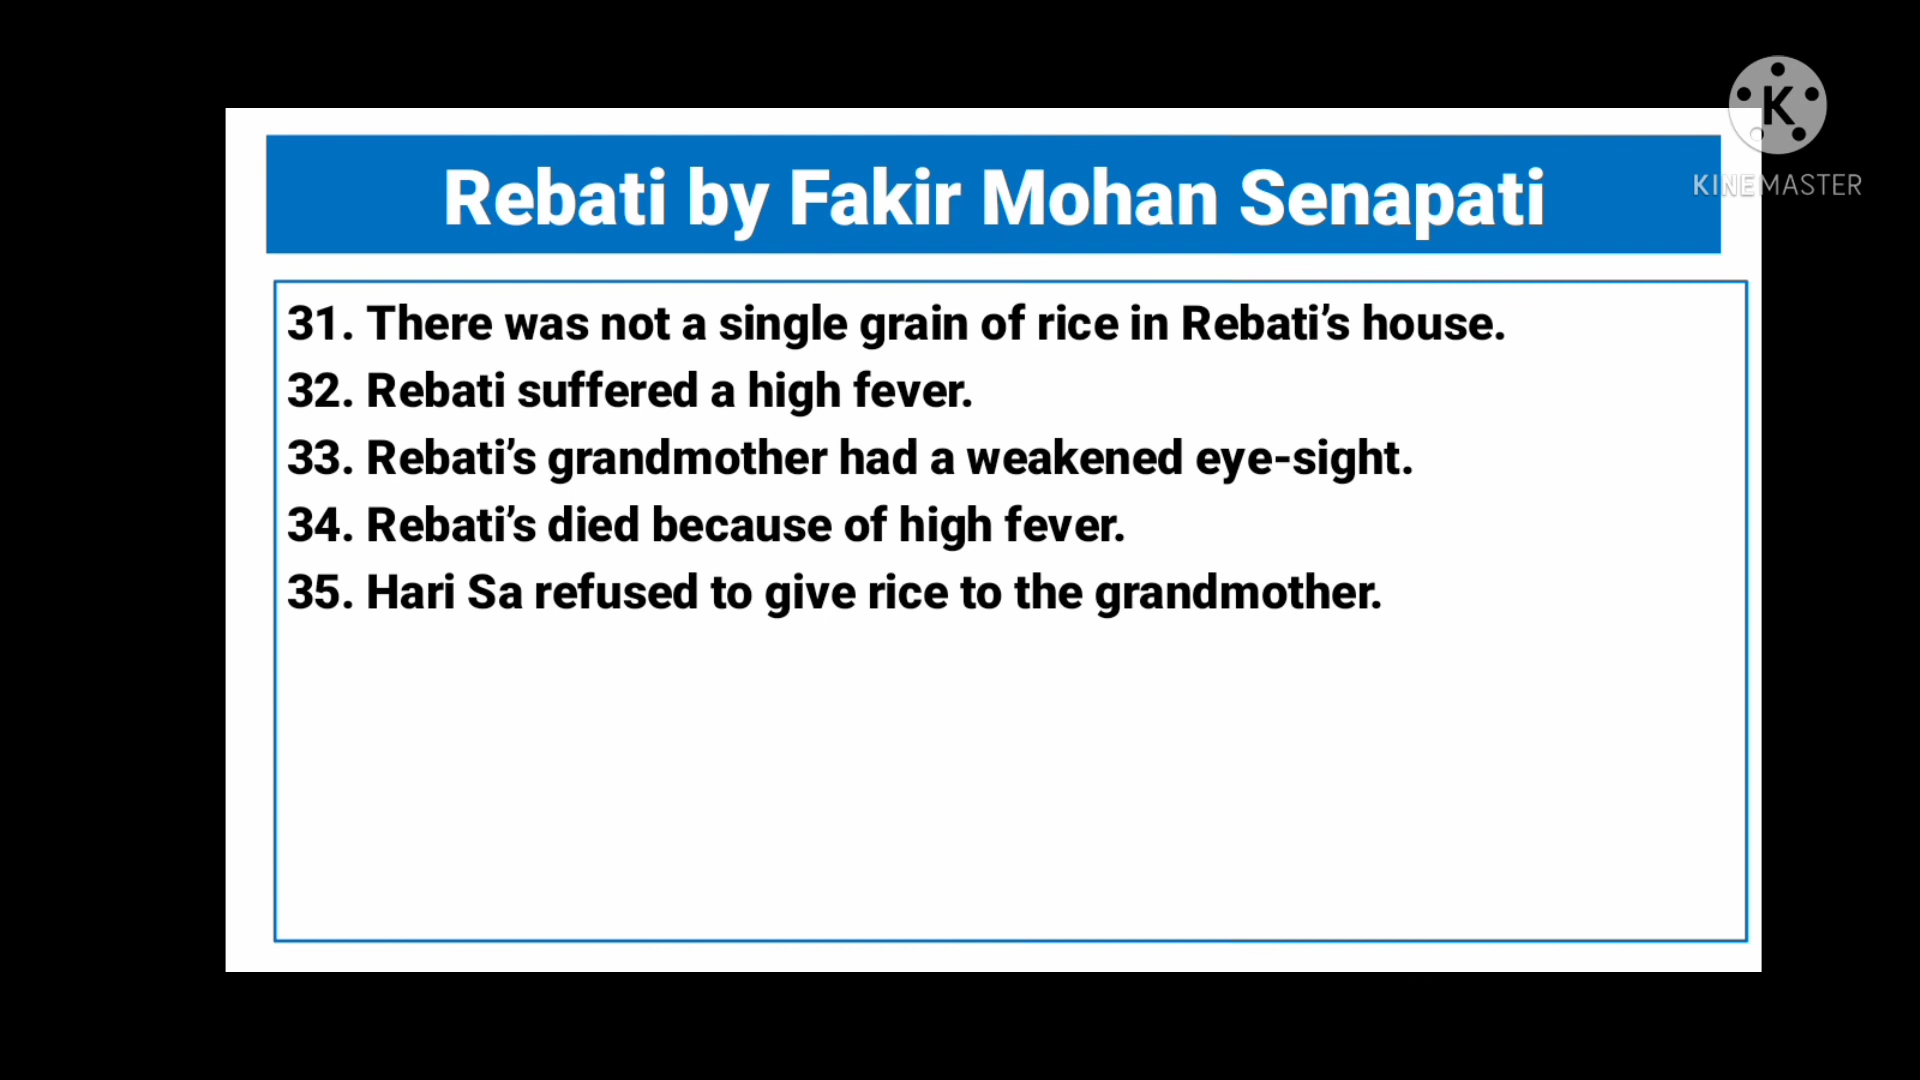 K
KINEMASTER
Rebati by Fakir Mohan Senapati
31. There was not a single grain of rice in Rebati’s house.
32. Rebati suffered a high fever.
33. Rebati’s grandmother had a weakened eye-sight.
34. Rebati’s died because of high fever.
35. Hari Sa refused to give rice to the grandmother.